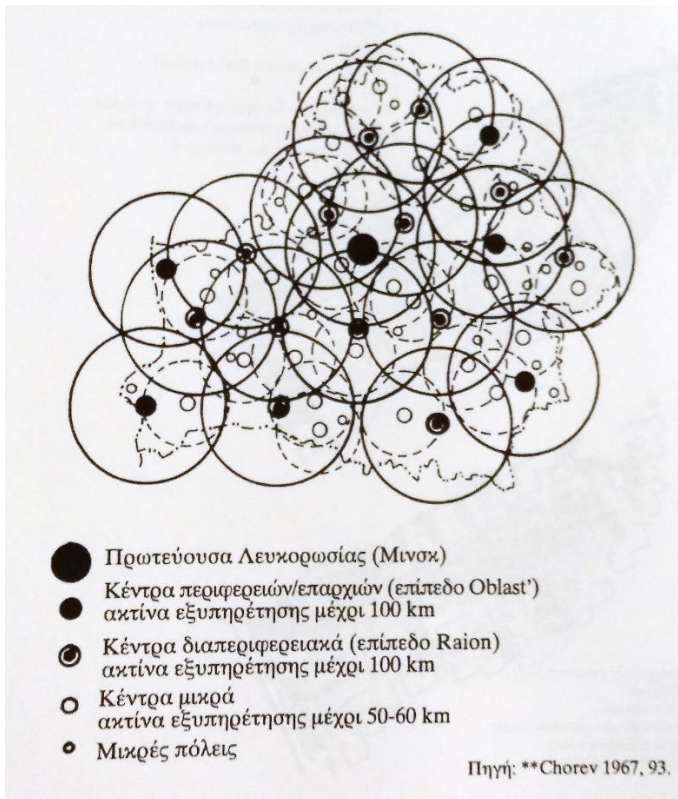 Πρωτεύουσα Λευκορωσίας (Μινσκ)
Κέντρα περιφερειών/επαρχιών (επίπεδο Oblast’)
ακτίνα εξυπηρέτησης μέχρι 100 km
Κέντρα διαπεριφερειακά (επίπεδο Raion)
ακτίνα εξυπηρέτησης μέχρι 100 km
Κέντρα μικρά
ακτίνα εξυπηρέτησης μέχρι 50-60 km
Μικρές πόλεις
Πηγή: **Chorev 1967, 93.